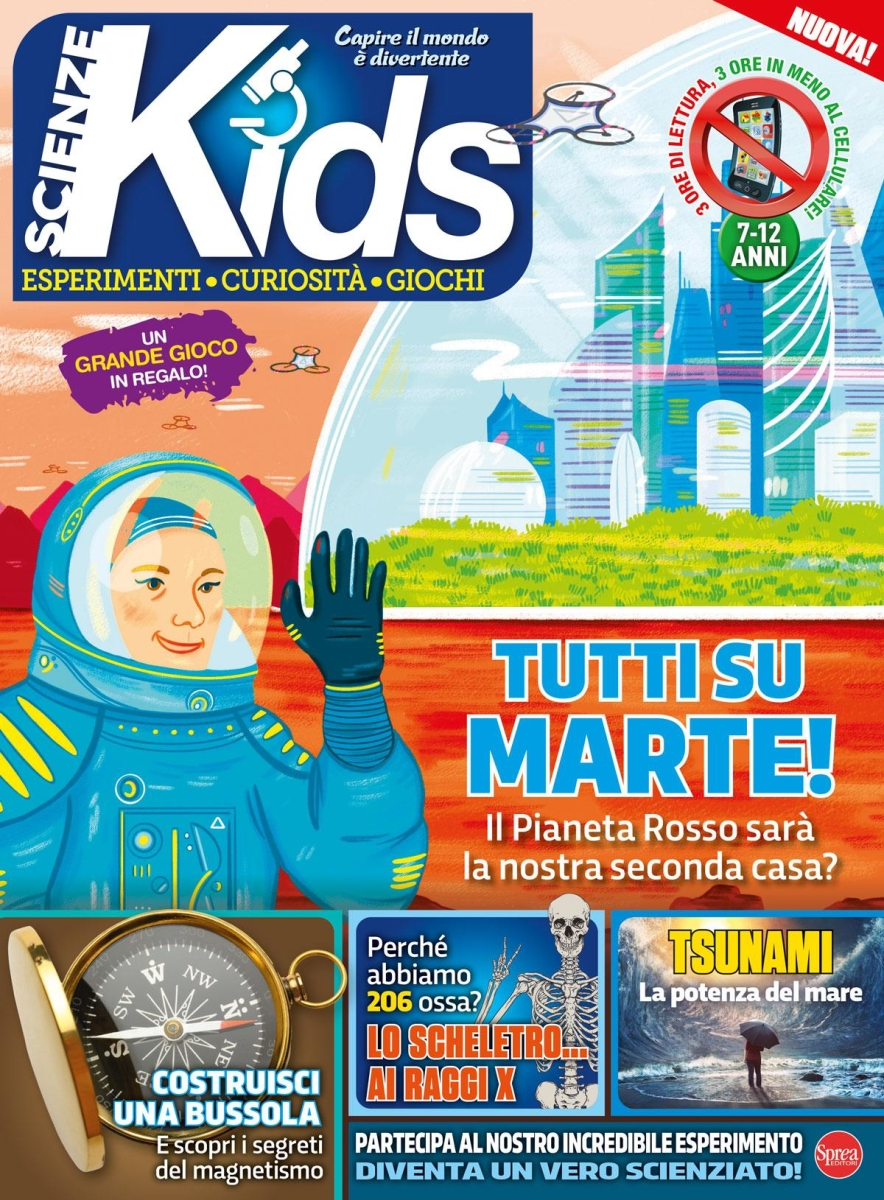 SCIENZE
Kids
Capire il mondo
è divertente
ESPERIMENTI • CURIOSITÀ • GIOCHI
NUOVA!
3 ORE DI LETTURA, 3 ORE IN MENO AL CELLULARE!
7-12
ANNI
UN
GRANDE GIOCO
IN REGALO!
TUTTI SU
MARTE!
Il Pianeta Rosso sarà
la nostra seconda casa?
W
NW
N
NE
E
SW
S
COSTRUISCI
UNA BUSSOLA
E scopri i segreti
del magnetismo
Perché
abbiamo
206 ossa?
LO SCHELETRO...
AI RAGGI X
TSUNAMI
La potenza del mare
PARTECIPA AL NOSTRO INCREDIBILE ESPERIMENTO
DIVENTA UN VERO SCIENZIATO!
Sprea
EDITORI